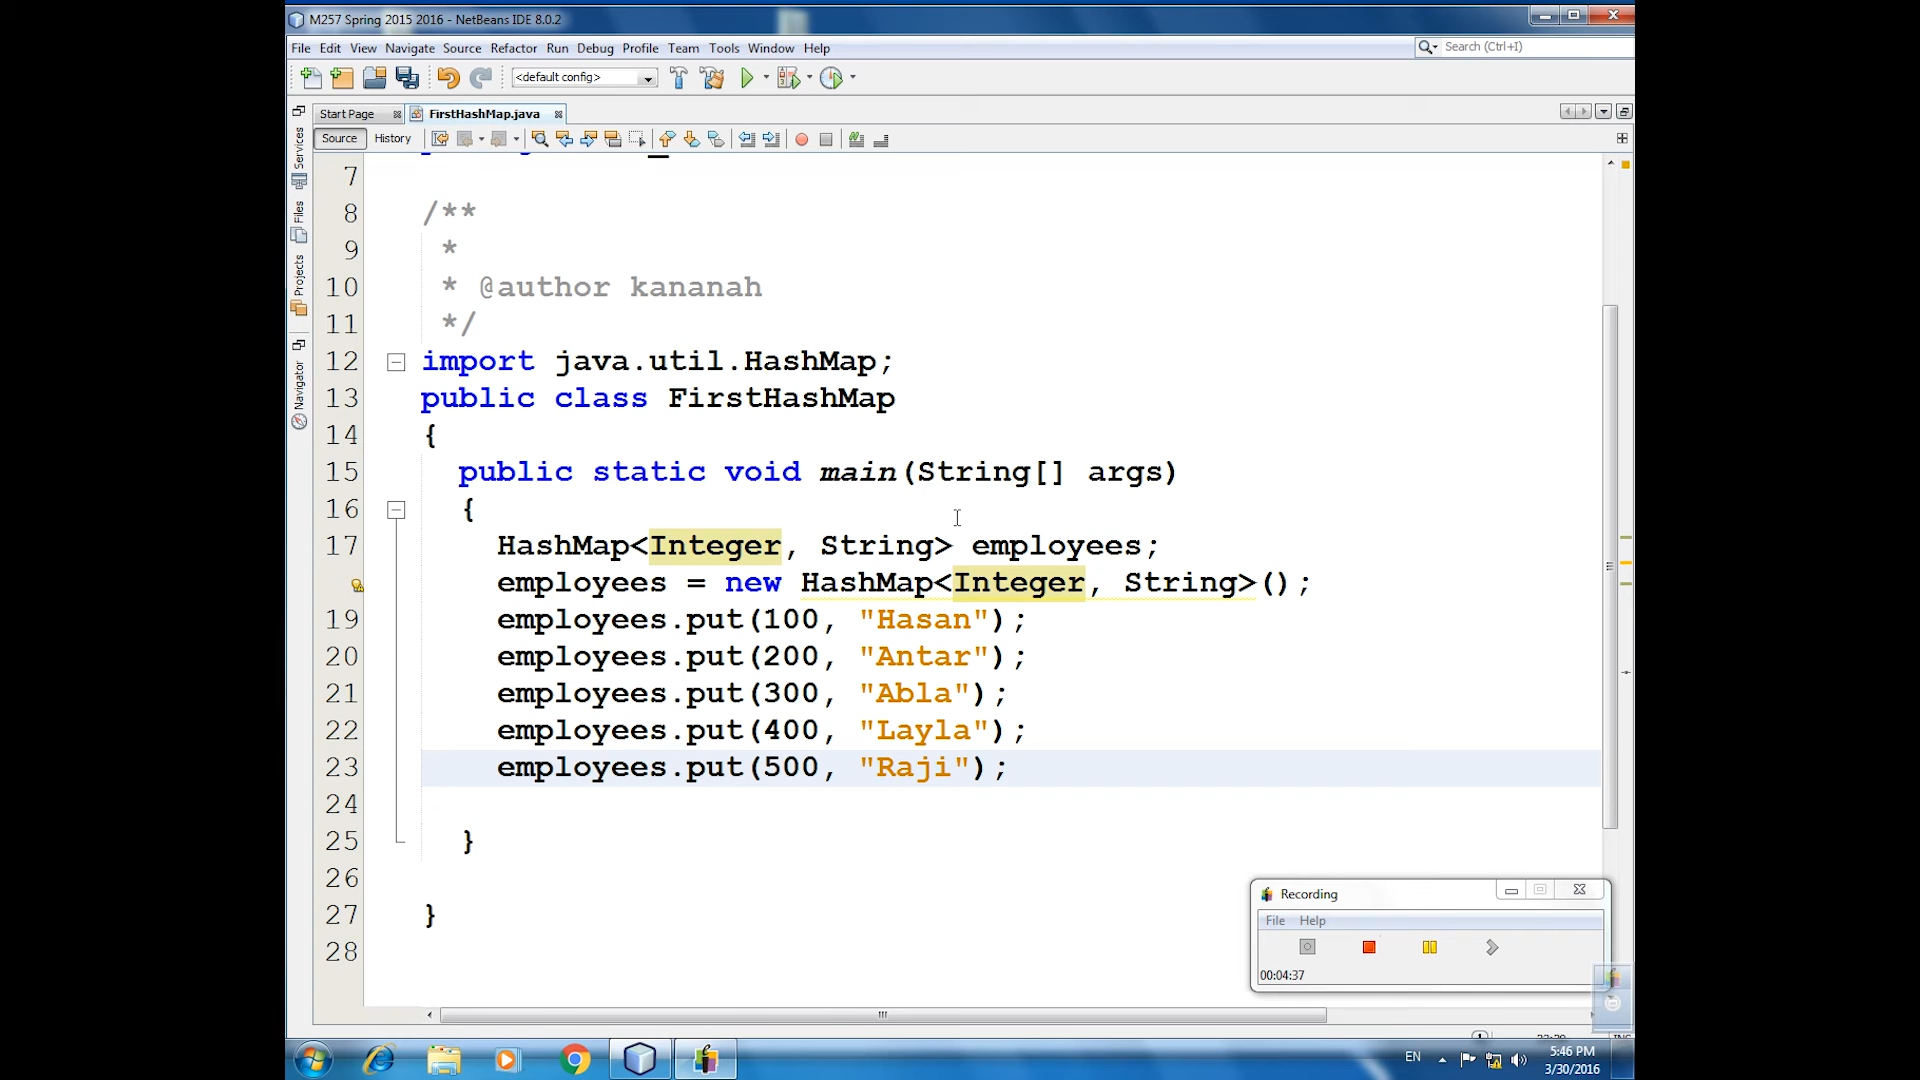 M257 Spring 2015 2016 - NetBeans IDE 8.0.2
File Edit View Navigate Source Refactor Run Debug Profile Team Tools Window Help
Search (Ctrl+I)
<default config>
Start Page
FirstHashMap.java
Source History
Services
Files
Projects
Navigator
7
8 /**
9 *
10 * @author kananah
11 */
12 import java.util.HashMap;
13 public class FirstHashMap
14 {
15 public static void main(String[] args)
16 {
17 HashMap<Integer, String> employees;
employees = new HashMap<Integer, String>();
19 employees.put(100, "Hasan");
20 employees.put(200, "Antar");
21 employees.put(300, "Abla");
22 employees.put(400, "Layla");
23 employees.put(500, "Raji");
24
25 }
26
27 }
28
Recording
File Help
00:04:37
EN
5:46 PM
3/30/2016